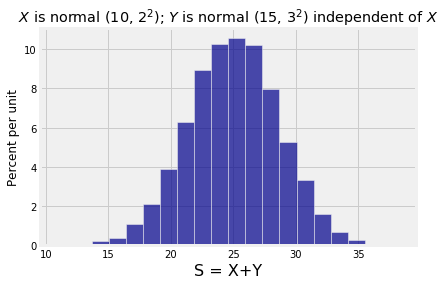 X is normal (10, 2²); Y is normal (15, 3²) independent of X
Percent per unit
10
8
6
4
2
0
10 15 20 25 30 35
S = X+Y